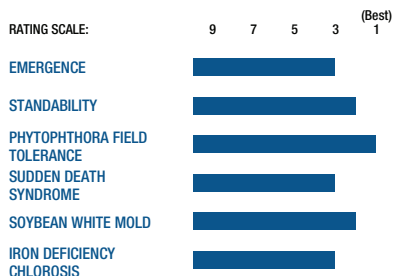 (Best)
RATING SCALE: 9 7 5 3 1
EMERGENCE
STANDABILITY
PHYTOPHTHORA FIELD
TOLERANCE
SUDDEN DEATH
SYNDROME
SOYBEAN WHITE MOLD
IRON DEFICIENCY
CHLOROSIS